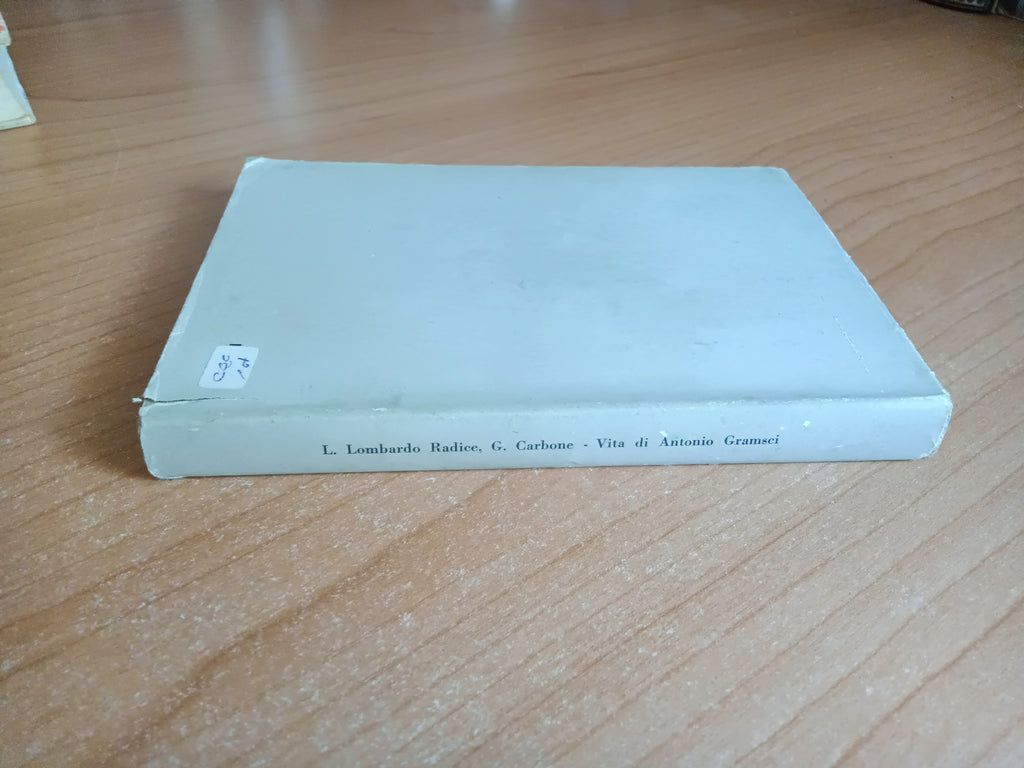 L. Lombardo Radice, G. Carbone - Vita di Antonio Gramsci